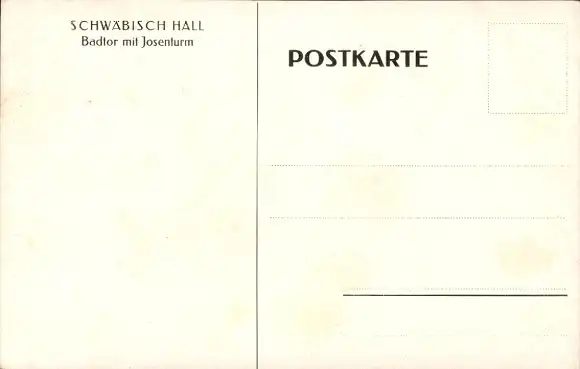 SCHWÄBISCH HALL
Badtor mit Josenturm
POSTKARTE